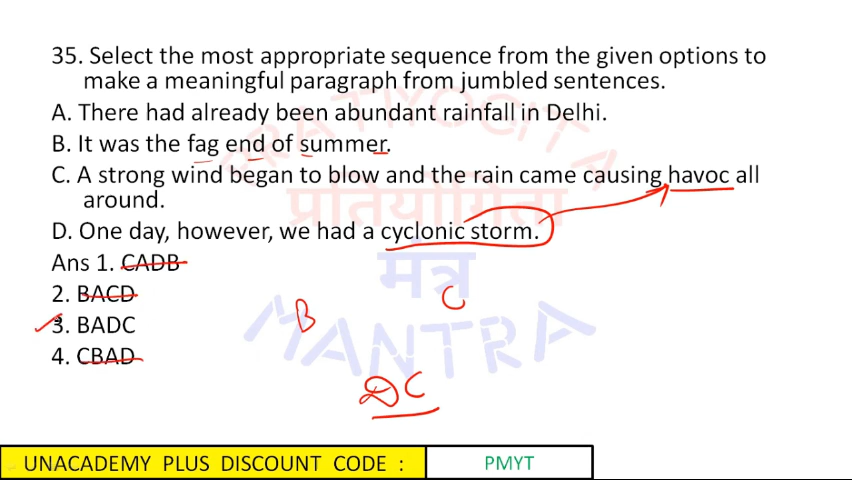 35. Select the most appropriate sequence from the given options to
make a meaningful paragraph from jumbled sentences.
A. There had already been abundant rainfall in Delhi.
B. It was the fag end of summer.
C. A strong wind began to blow and the rain came causing havoc all
around.
D. One day, however, we had a cyclonic storm.
Ans 1. CADB
2. BACD
3. BADC
4. CBAD
B
C
DC
PRATIYOGITA
प्रतियोगिता
मंत्र
MANTRA
UNACADEMY PLUS DISCOUNT CODE :
PMYT